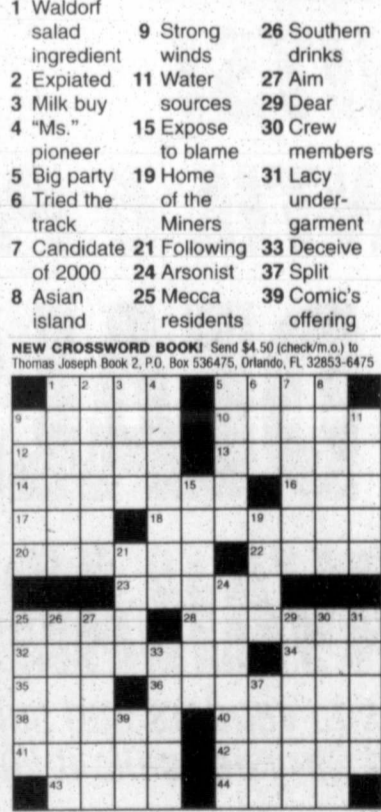 1 Waldorf
salad
ingredient
2 Expiated
3 Milk buy
4 “Ms.”
pioneer
5 Big party
6 Tried the
track
7 Candidate
of 2000
8 Asian
island
9 Strong
winds
11 Water
sources
15 Expose
to blame
19 Home
of the
Miners
21 Following
24 Arsonist
25 Mecca
residents
26 Southern
drinks
27 Aim
29 Dear
30 Crew
members
31 Lacy
under-
garment
33 Deceive
37 Split
39 Comic's
offering
NEW CROSSWORD BOOK! Send $4.50 (check/m.o.) to
Thomas Joseph Book 2, P.O. Box 536475, Orlando, FL 32853-6475
1 2 3 4 5 6 7 8
9 10 11
12 13
14 15 16
17 18 19
20 21 22
23 24
25 26 27 28 29 30 31
32 33 34
35 36 37
38 39 40
41 42
43 44